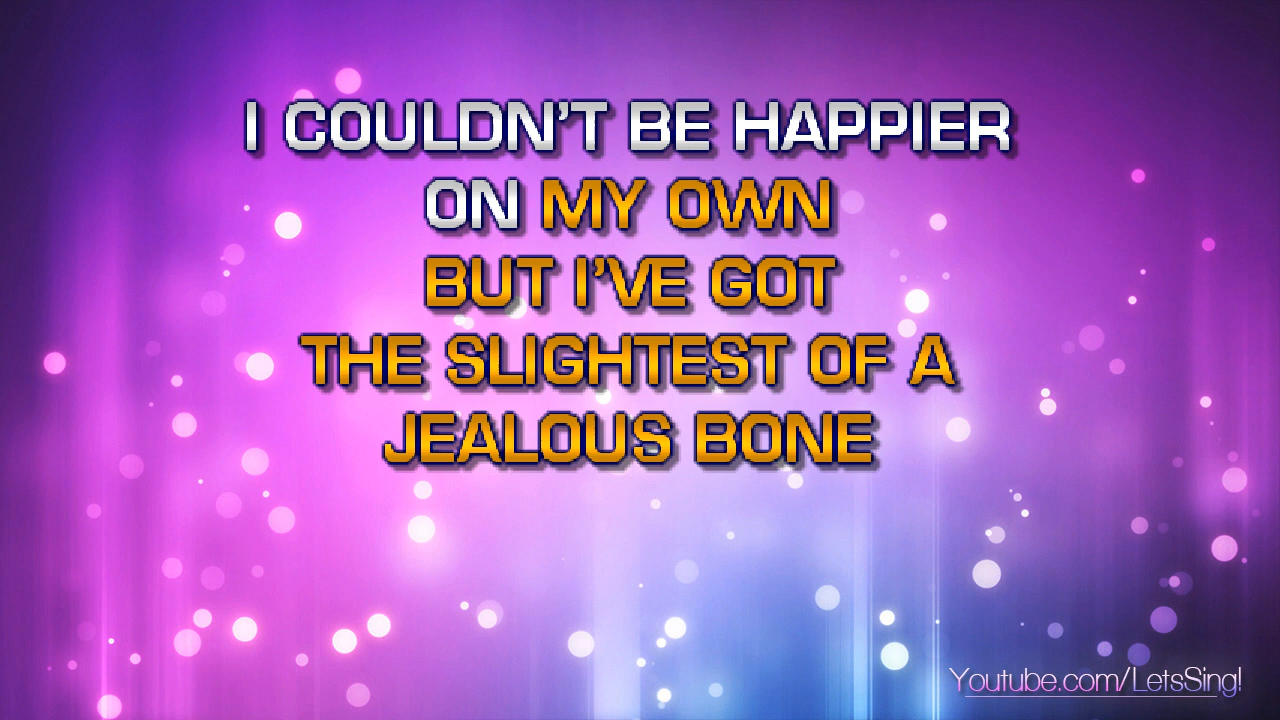 I COULDN'T BE HAPPIER
ON MY OWN
BUT I'VE GOT
THE SLIGHTEST OF A
JEALOUS BONE
Youtube.com/LetsSing!